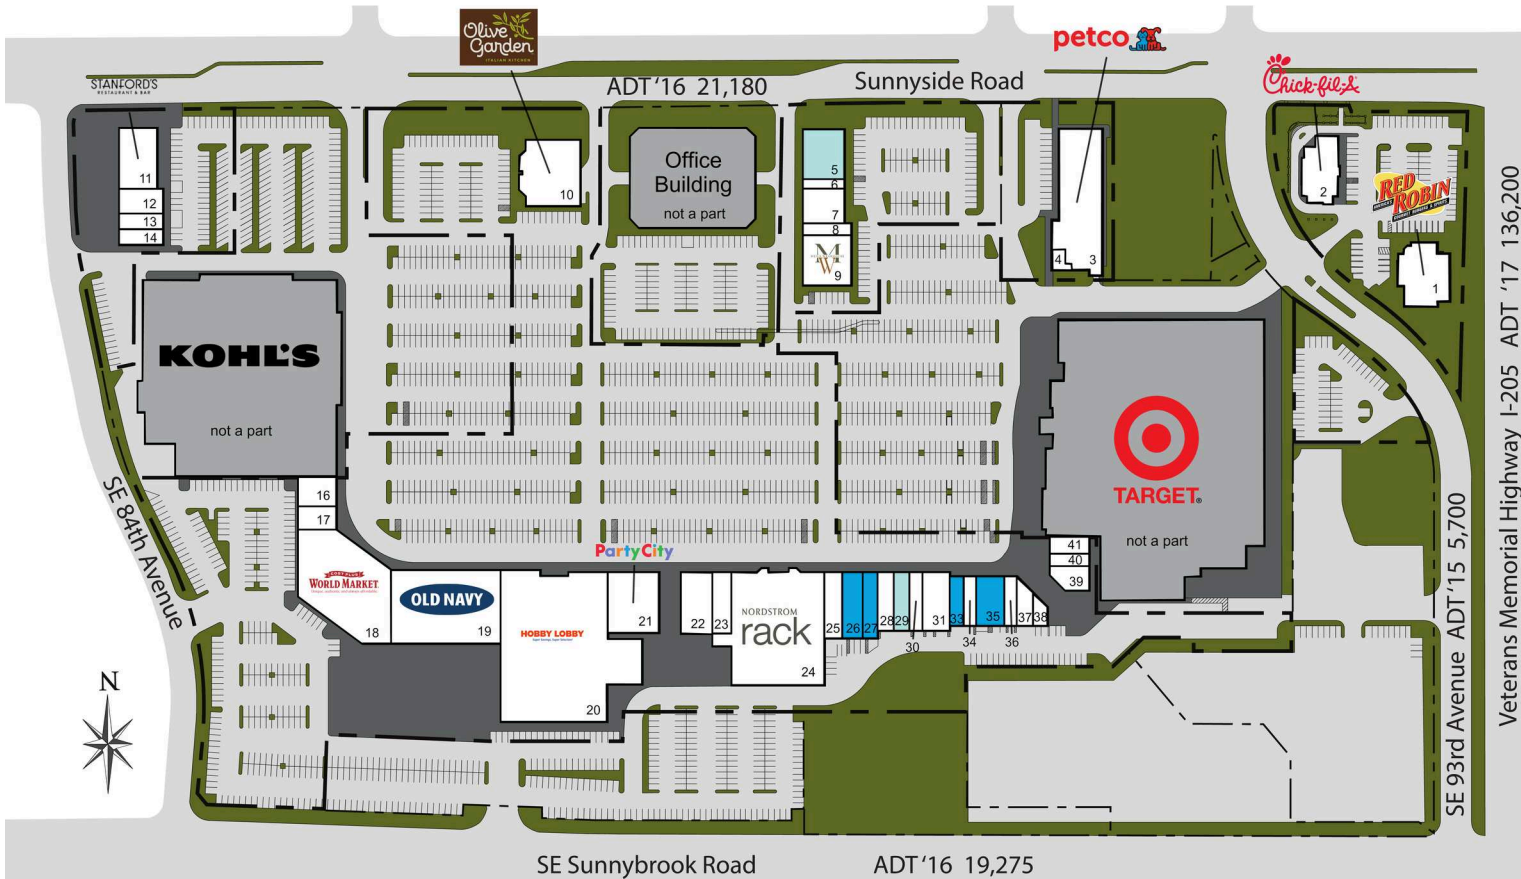 Olive
Garden
ITALIAN KITCHEN
petco
STANFORD'S
RESTAURANT & BAR
ADT '16 21,180
Sunnyside Road
Chick-fil-A
11
12
13
14
10
Office
Building
not a part
5
6
7
8
MW
9
4
3
2
RED
ROBIN
1
KOHL'S
not a part
TARGET
not a part
SE 84th Avenue
16
17
WORLD MARKET
18
OLD NAVY
19
HOBBY LOBBY
20
Party City
21
22
23
NORDSTROM
rack
24
25
26
27
28
29
30
31
33
34
35
36
37
38
39
40
41
N
SE 93rd Avenue ADT '15 5,700
Veterans Memorial Highway I-205 ADT '17 136,200
SE Sunnybrook Road
ADT '16 19,275